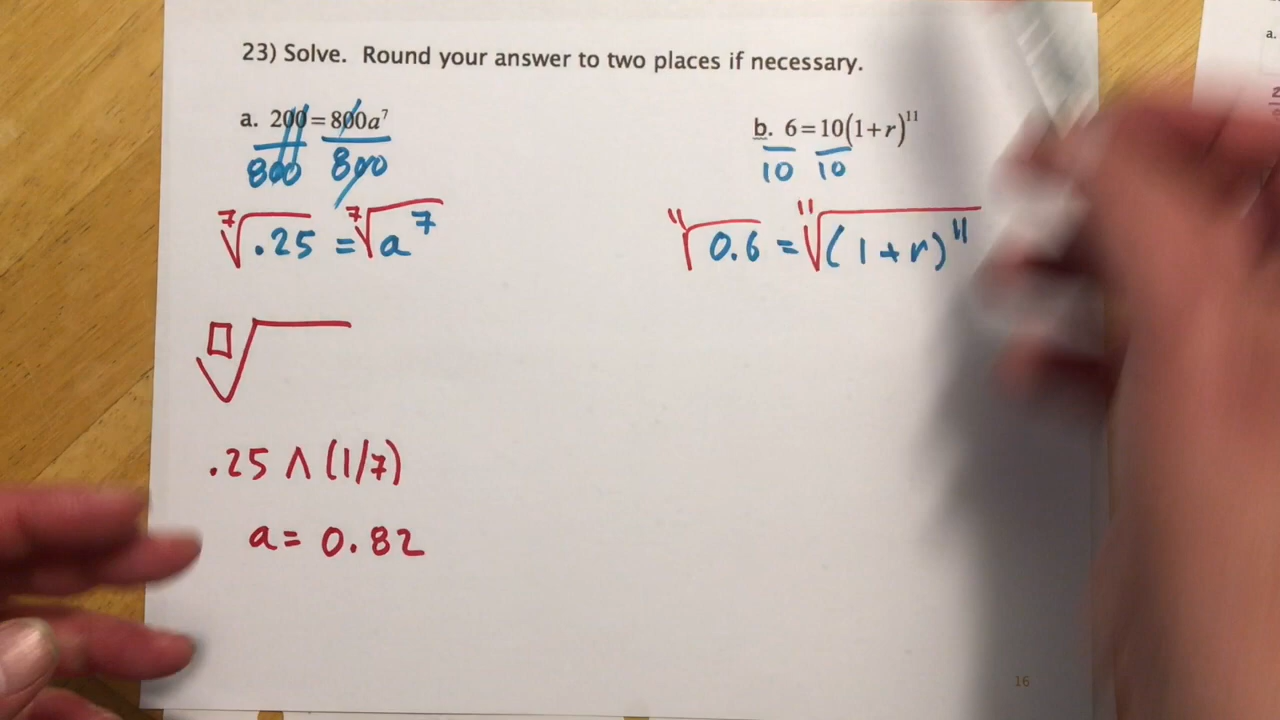 23) Solve. Round your answer to two places if necessary.
a. 200=800a⁷
800 800
⁷√.25 = ⁷√a⁷
□√
.25 ∧ (1/7)
a= 0.82
b. 6=10(1+r)¹¹
10 10
¹¹√0.6 = ¹¹√(1+r)¹¹
16
a.
2